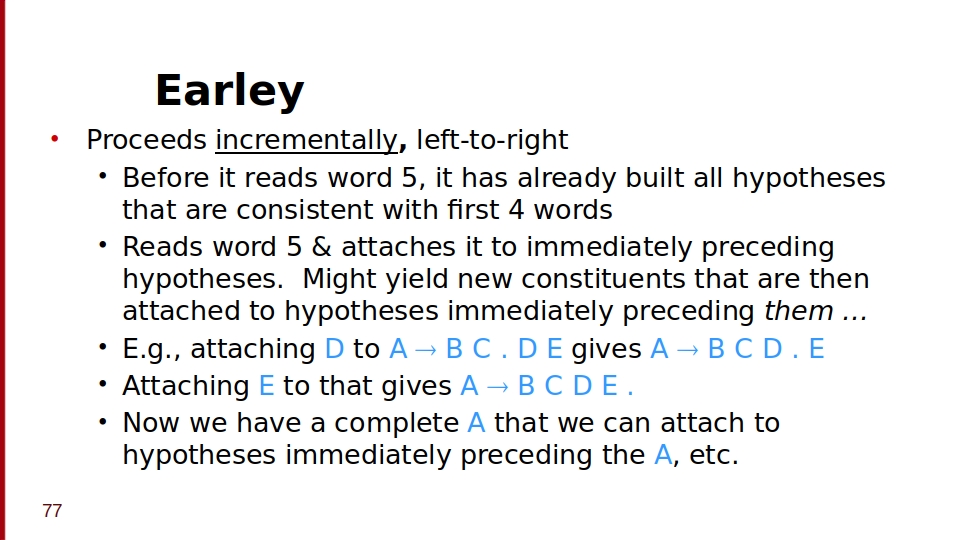 Earley
• Proceeds incrementally, left-to-right
• Before it reads word 5, it has already built all hypotheses
that are consistent with first 4 words
• Reads word 5 & attaches it to immediately preceding
hypotheses.  Might yield new constituents that are then
attached to hypotheses immediately preceding them …
• E.g., attaching D to A → B C . D E gives A → B C D . E
• Attaching E to that gives A → B C D E .
• Now we have a complete A that we can attach to
hypotheses immediately preceding the A, etc.
77